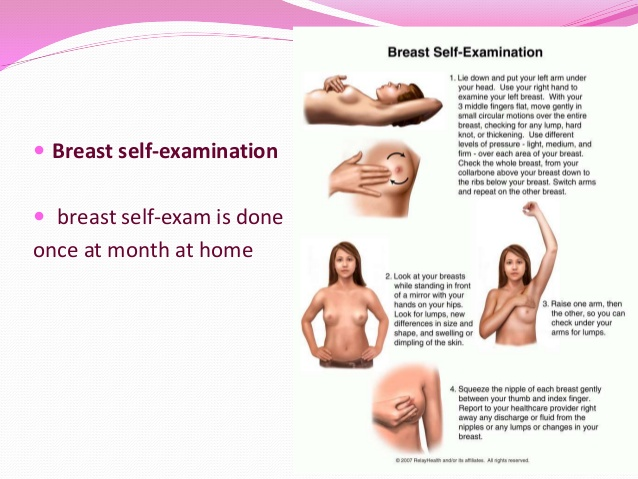 Breast self-examination
breast self-exam is done
once at month at home
Breast Self-Examination
1. Lie down and put your left arm under
your head. Use your right hand to
examine your left breast. With your
3 middle fingers flat, move gently in
small circular motions over the entire
breast, checking for any lump, hard
knot, or thickening. Use different
levels of pressure - light, medium, and
firm - over each area of your breast.
Check the whole breast, from your
collarbone above your breast down to
the ribs below your breast. Switch arms
and repeat on the other breast.
2. Look at your breasts
while standing in front
of a mirror with your
hands on your hips.
Look for lumps, new
differences in size and
shape, and swelling or
dimpling of the skin.
3. Raise one arm, then
the other, so you can
check under your
arms for lumps.
4. Squeeze the nipple of each breast gently
between your thumb and index finger.
Report to your healthcare provider right
away any discharge or fluid from the
nipples or any lumps or changes in your
breast.
© 2007 RelayHealth and/or its affiliates. All rights reserved.